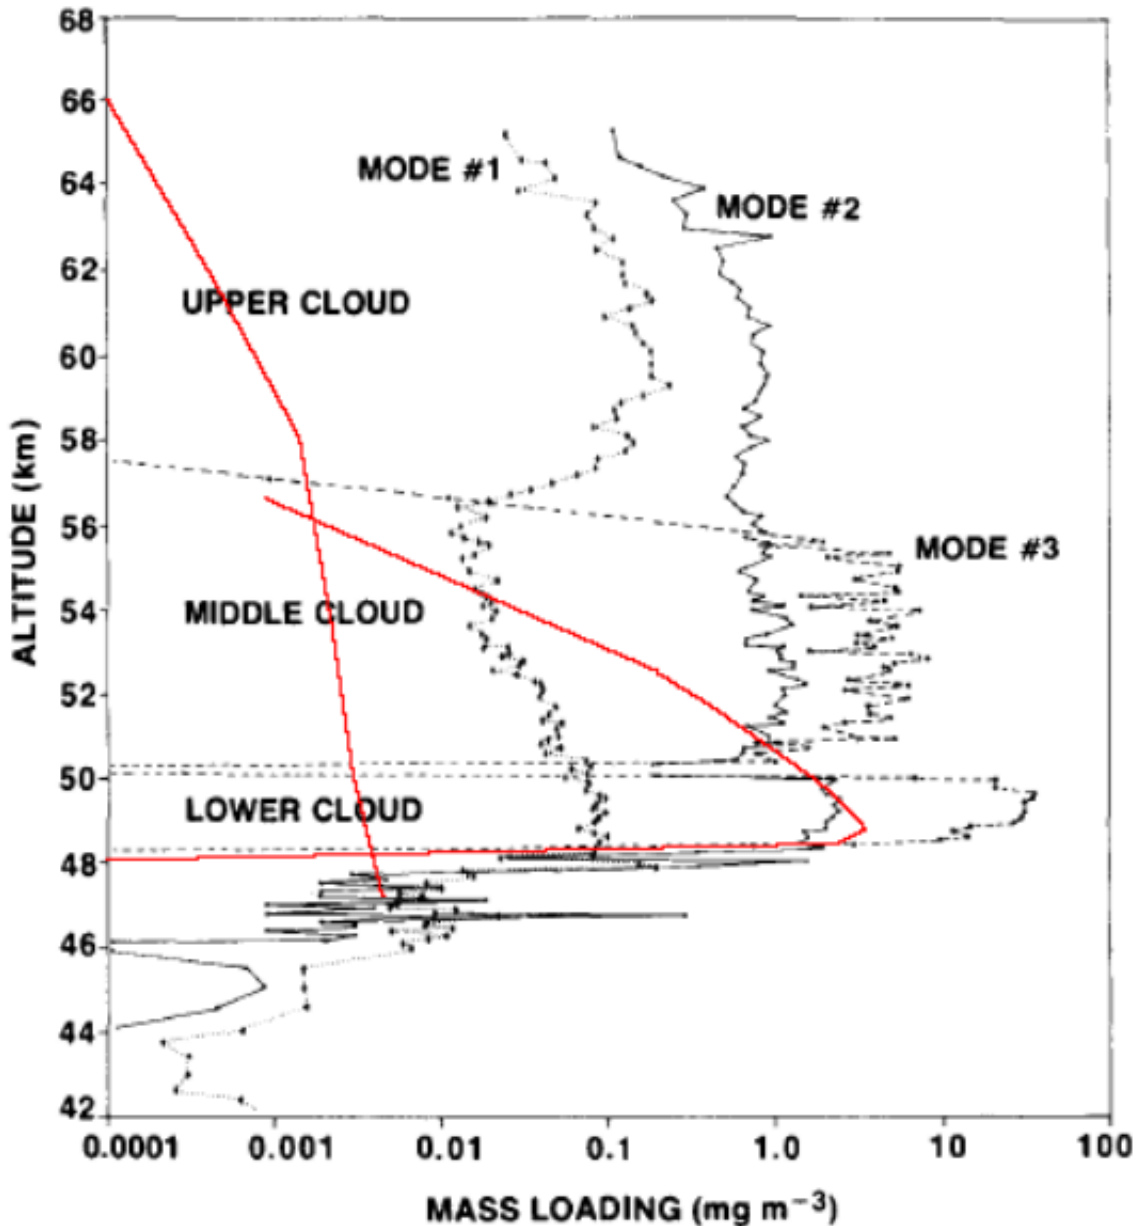 68
66
64
62
60
58
56
54
52
50
48
46
44
42
ALTITUDE (km)
MODE #1
MODE #2
UPPER CLOUD
MODE #3
MIDDLE CLOUD
LOWER CLOUD
0.0001 0.001 0.01 0.1 1.0 10 100
MASS LOADING (mg m⁻³)